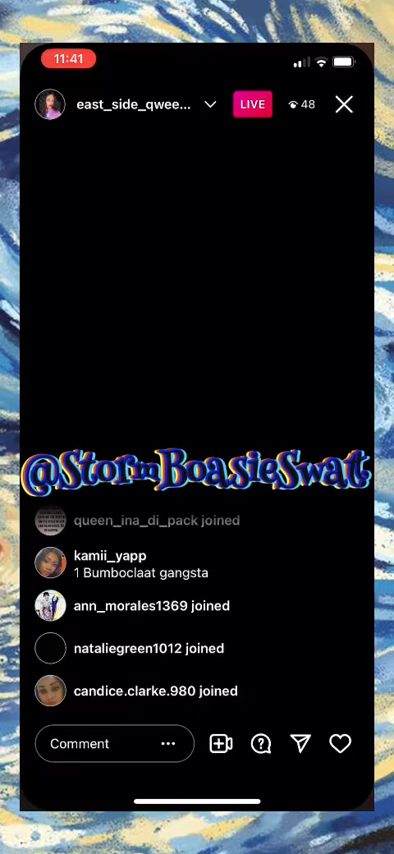 11:41
east_side_qwee...
LIVE
48
@StormBoasieSwatt
queen_ina_di_pack joined
kamii_yapp
1 Bumboclaat gangsta
ann_morales1369 joined
nataliegreen1012 joined
candice.clarke.980 joined
Comment